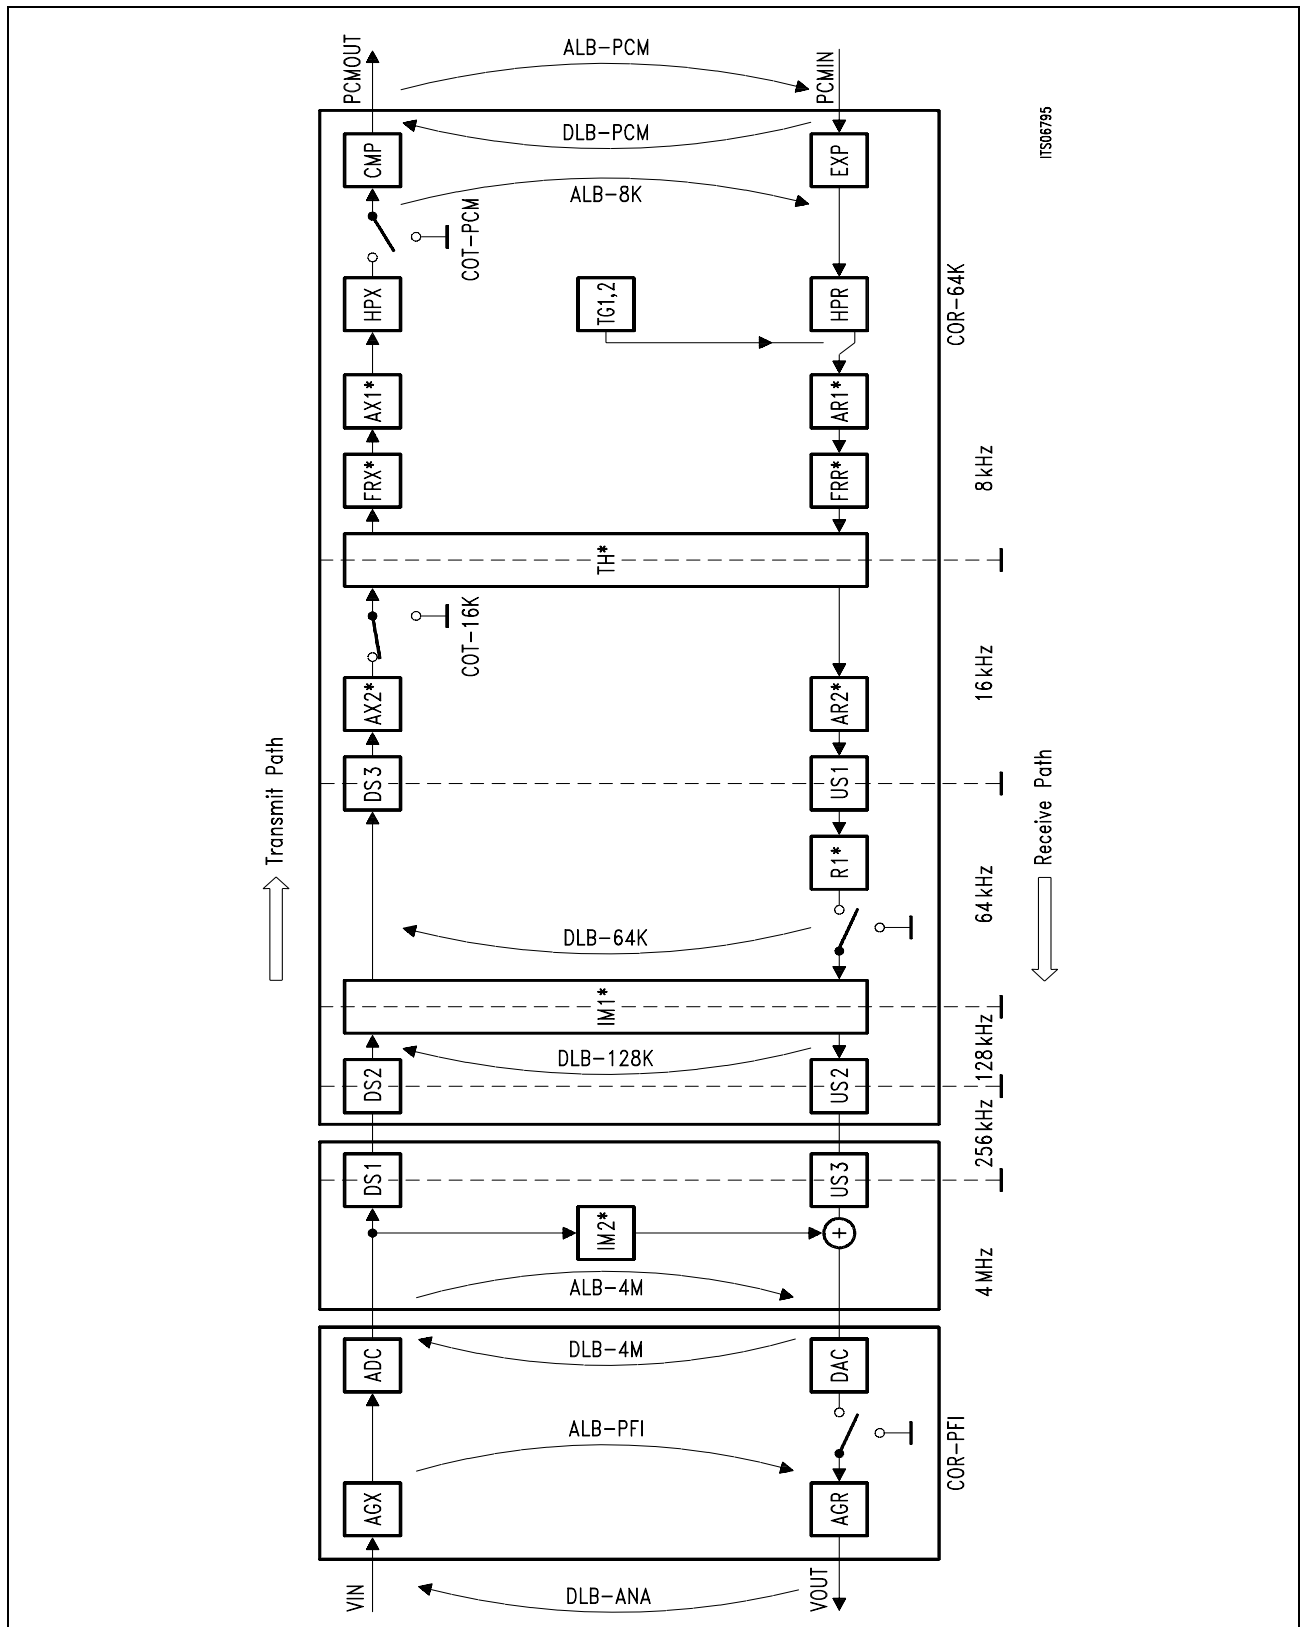 Transmit Path
VIN
AGX
ADC
DS1
DS2
DS3
AX2*
COT-16K
FRX*
AX1*
HPX
COT-PCM
CMP
PCMOUT
DLB-ANA
ALB-PFI
DLB-4M
ALB-4M
IM2*
DLB-128K
IM1*
DLB-64K
TH*
TG1,2
ALB-8K
DLB-PCM
ALB-PCM
VOUT
AGR
DAC
+
US3
US2
R1*
US1
AR2*
FRR*
AR1*
HPR
EXP
PCMIN
COR-PFI
COR-64K
4 MHz
256 kHz
128 kHz
64 kHz
16 kHz
8 kHz
Receive Path
ITS06795